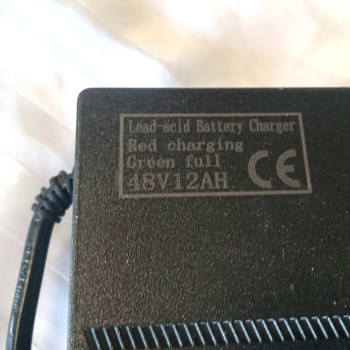 Lead-acid Battery Charger
Red charging
Green full
48V12AH
CE